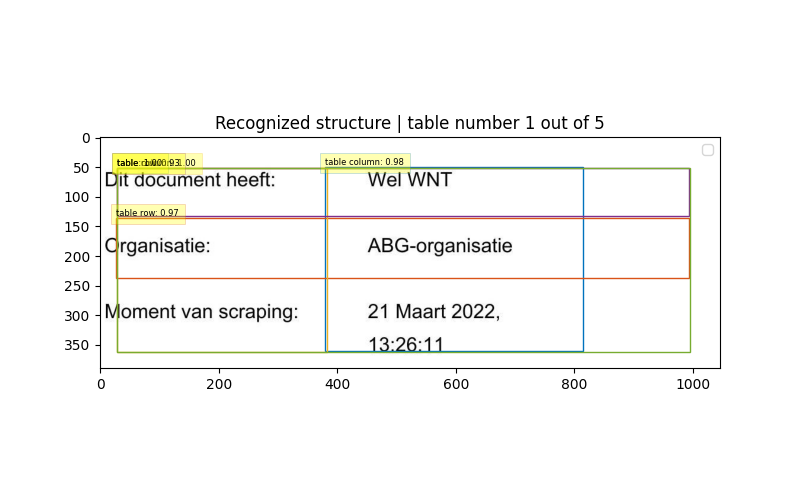 Recognized structure | table number 1 out of 5
0
50
100
150
200
250
300
350
table column: 0.98
Dit document heeft: Wel WNT
table row: 0.97
Organisatie: ABG-organisatie
Moment van scraping: 21 Maart 2022,
13:26:11
0 200 400 600 800 1000